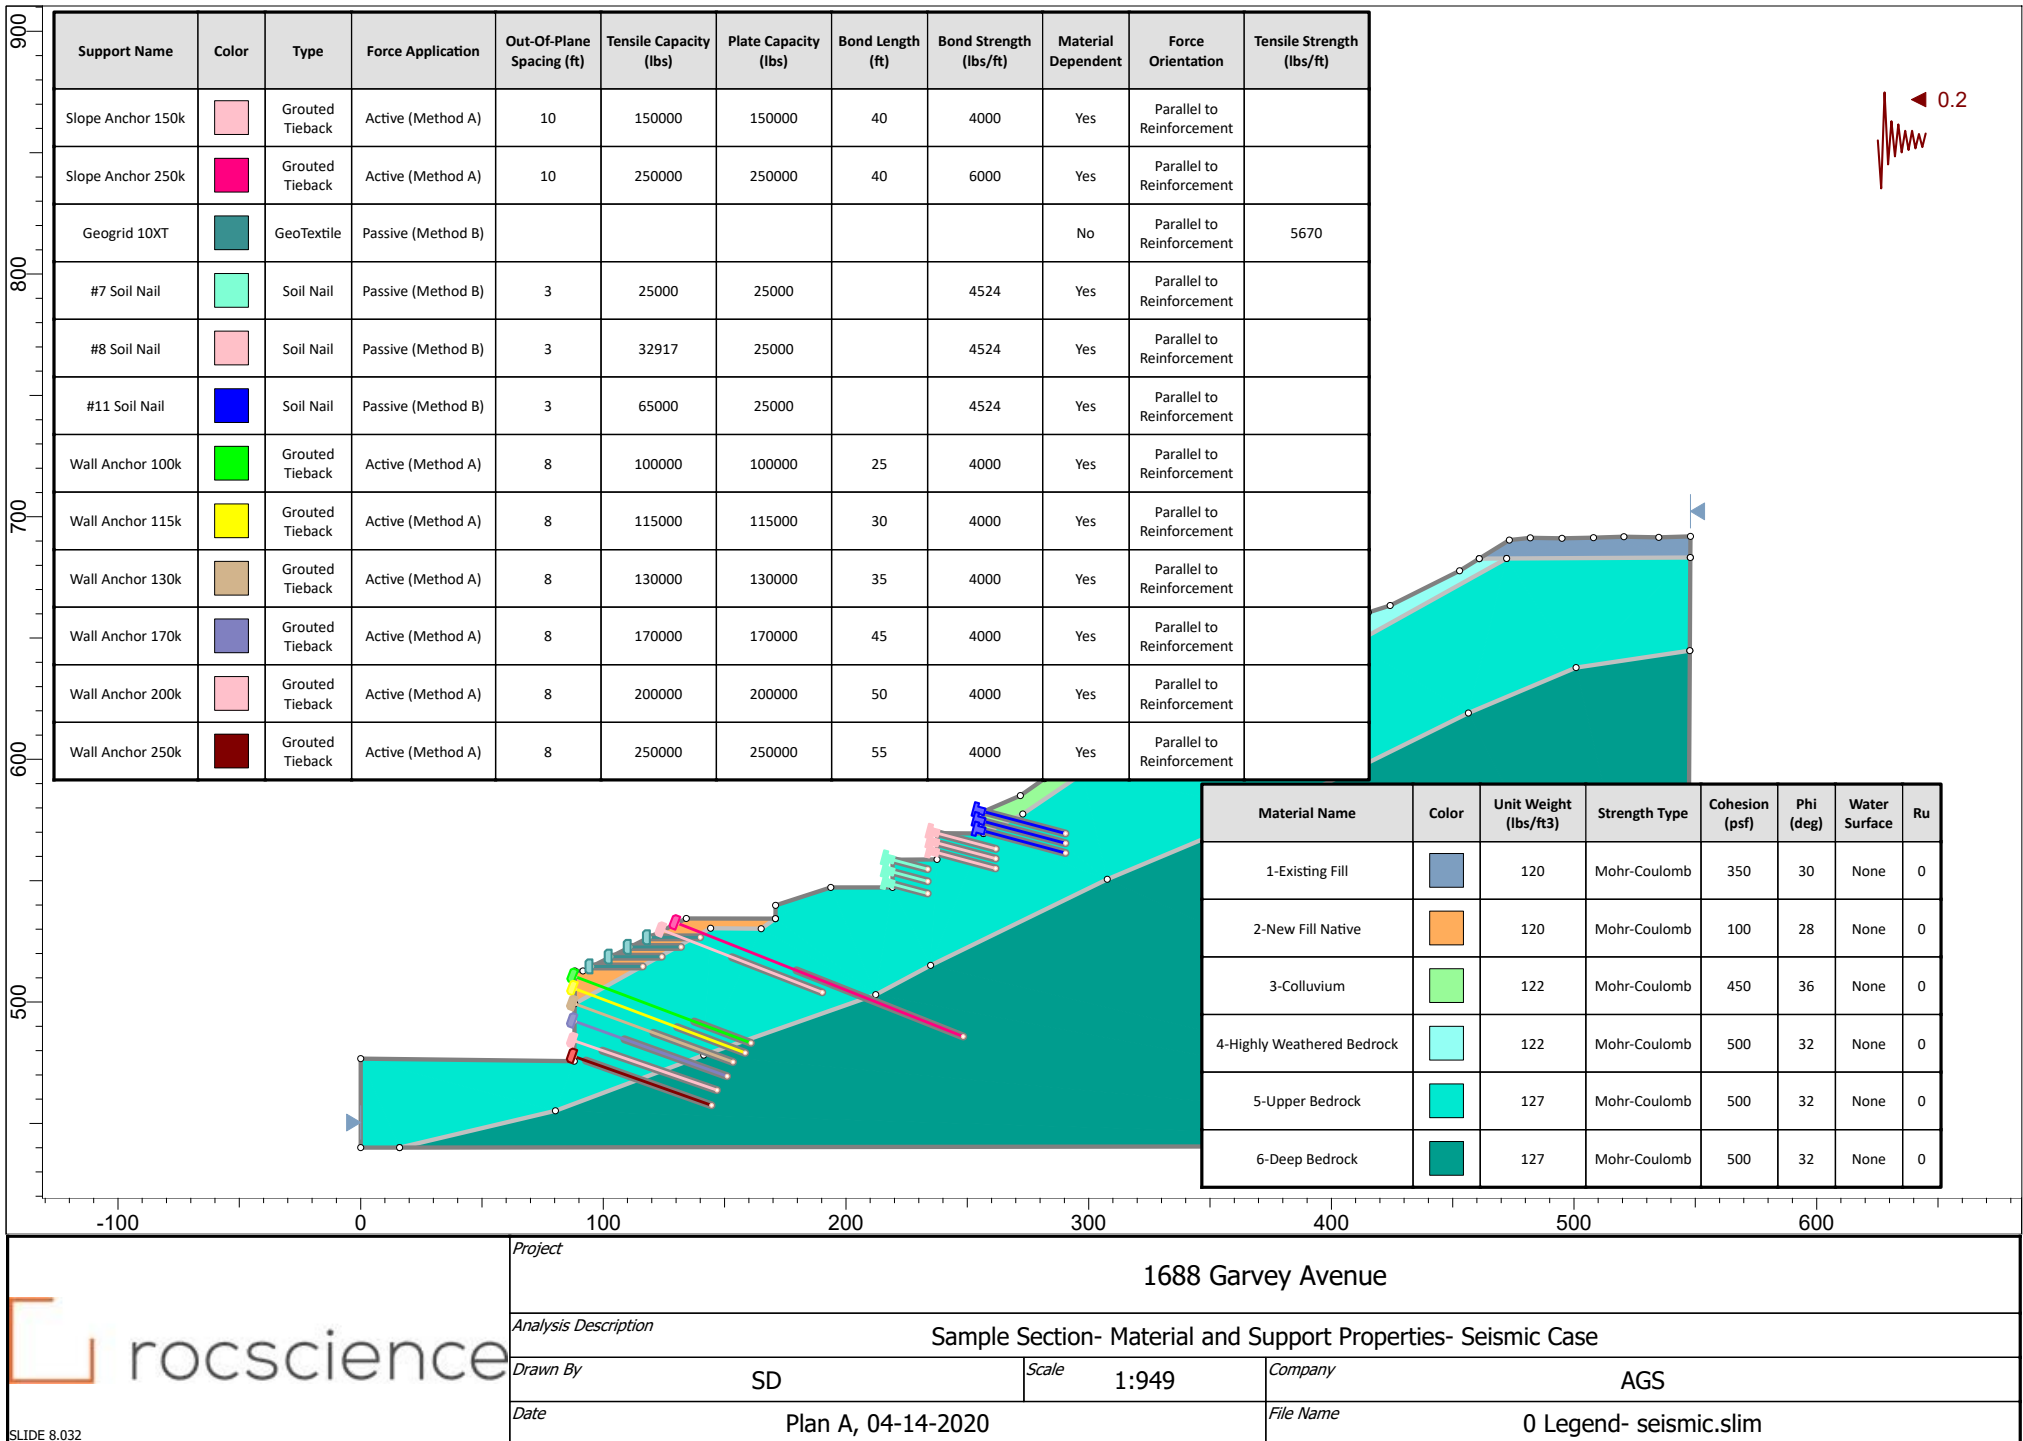 900
800
700
600
500
Support Name Color Type Force Application Out-Of-Plane Spacing (ft) Tensile Capacity (lbs) Plate Capacity (lbs) Bond Length (ft) Bond Strength (lbs/ft) Material Dependent Force Orientation Tensile Strength (lbs/ft)
Slope Anchor 150k Grouted Tieback Active (Method A) 10 150000 150000 40 4000 Yes Parallel to Reinforcement
Slope Anchor 250k Grouted Tieback Active (Method A) 10 250000 250000 40 6000 Yes Parallel to Reinforcement
Geogrid 10XT GeoTextile Passive (Method B) No Parallel to Reinforcement 5670
#7 Soil Nail Soil Nail Passive (Method B) 3 25000 25000 4524 Yes Parallel to Reinforcement
#8 Soil Nail Soil Nail Passive (Method B) 3 32917 25000 4524 Yes Parallel to Reinforcement
#11 Soil Nail Soil Nail Passive (Method B) 3 65000 25000 4524 Yes Parallel to Reinforcement
Wall Anchor 100k Grouted Tieback Active (Method A) 8 100000 100000 25 4000 Yes Parallel to Reinforcement
Wall Anchor 115k Grouted Tieback Active (Method A) 8 115000 115000 30 4000 Yes Parallel to Reinforcement
Wall Anchor 130k Grouted Tieback Active (Method A) 8 130000 130000 35 4000 Yes Parallel to Reinforcement
Wall Anchor 170k Grouted Tieback Active (Method A) 8 170000 170000 45 4000 Yes Parallel to Reinforcement
Wall Anchor 200k Grouted Tieback Active (Method A) 8 200000 200000 50 4000 Yes Parallel to Reinforcement
Wall Anchor 250k Grouted Tieback Active (Method A) 8 250000 250000 55 4000 Yes Parallel to Reinforcement
0.2
Material Name Color Unit Weight (lbs/ft3) Strength Type Cohesion (psf) Phi (deg) Water Surface Ru
1-Existing Fill 120 Mohr-Coulomb 350 30 None 0
2-New Fill Native 120 Mohr-Coulomb 100 28 None 0
3-Colluvium 122 Mohr-Coulomb 450 36 None 0
4-Highly Weathered Bedrock 122 Mohr-Coulomb 500 32 None 0
5-Upper Bedrock 127 Mohr-Coulomb 500 32 None 0
6-Deep Bedrock 127 Mohr-Coulomb 500 32 None 0
-100 0 100 200 300 400 500 600
rocscience
SLIDE 8.032
Project
1688 Garvey Avenue
Analysis Description
Sample Section- Material and Support Properties- Seismic Case
Drawn By SD Scale 1:949 Company AGS
Date Plan A, 04-14-2020 File Name 0 Legend- seismic.slim